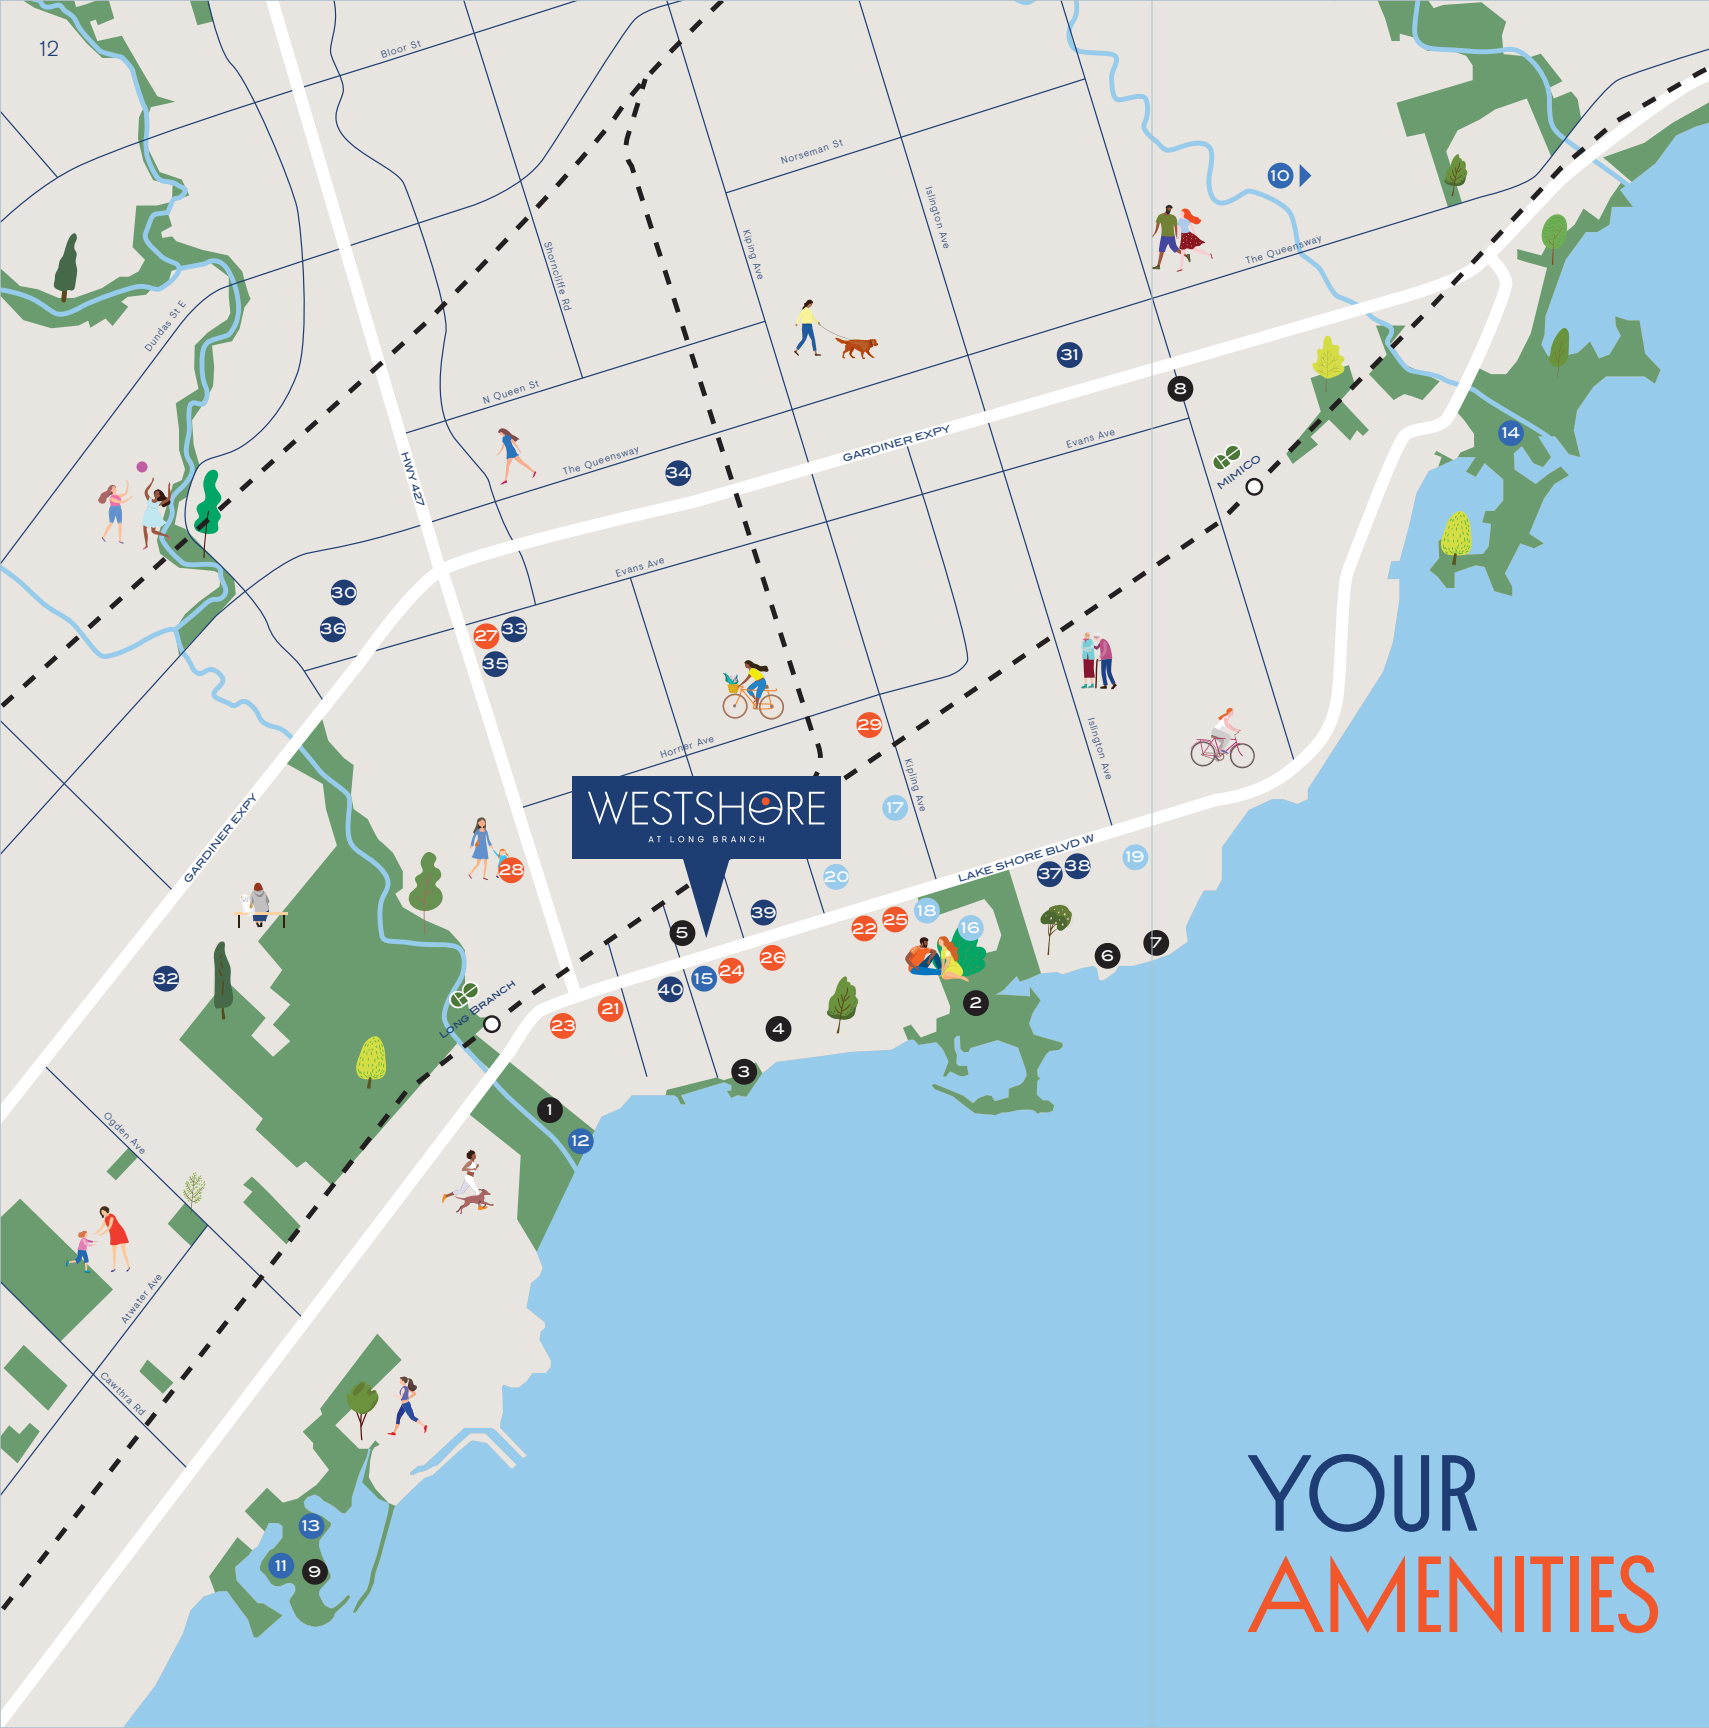 12
Bloor St
Norseman St
10
Islington Ave
Kiping Ave
Shorncliffe Rd
The Queensway
Dundas St E
31
8
N Queen St
GARDINER EXPY
Evans Ave
14
The Queensway
34
HWY 427
MIMICO
Evans Ave
30
36
27
33
35
29
Horner Ave
Islington Ave
Kipling Ave
17
WESTSHORE
AT LONG BRANCH
GARDINER EXPY
LAKE SHORE BLVD W
19
38
37
28
20
39
18
25
22
16
5
7
6
26
24
15
32
40
2
LONG BRANCH
21
23
4
3
1
12
Ogden Ave
Atwater Ave
Cawthra Rd
13
11
9
YOUR
AMENITIES